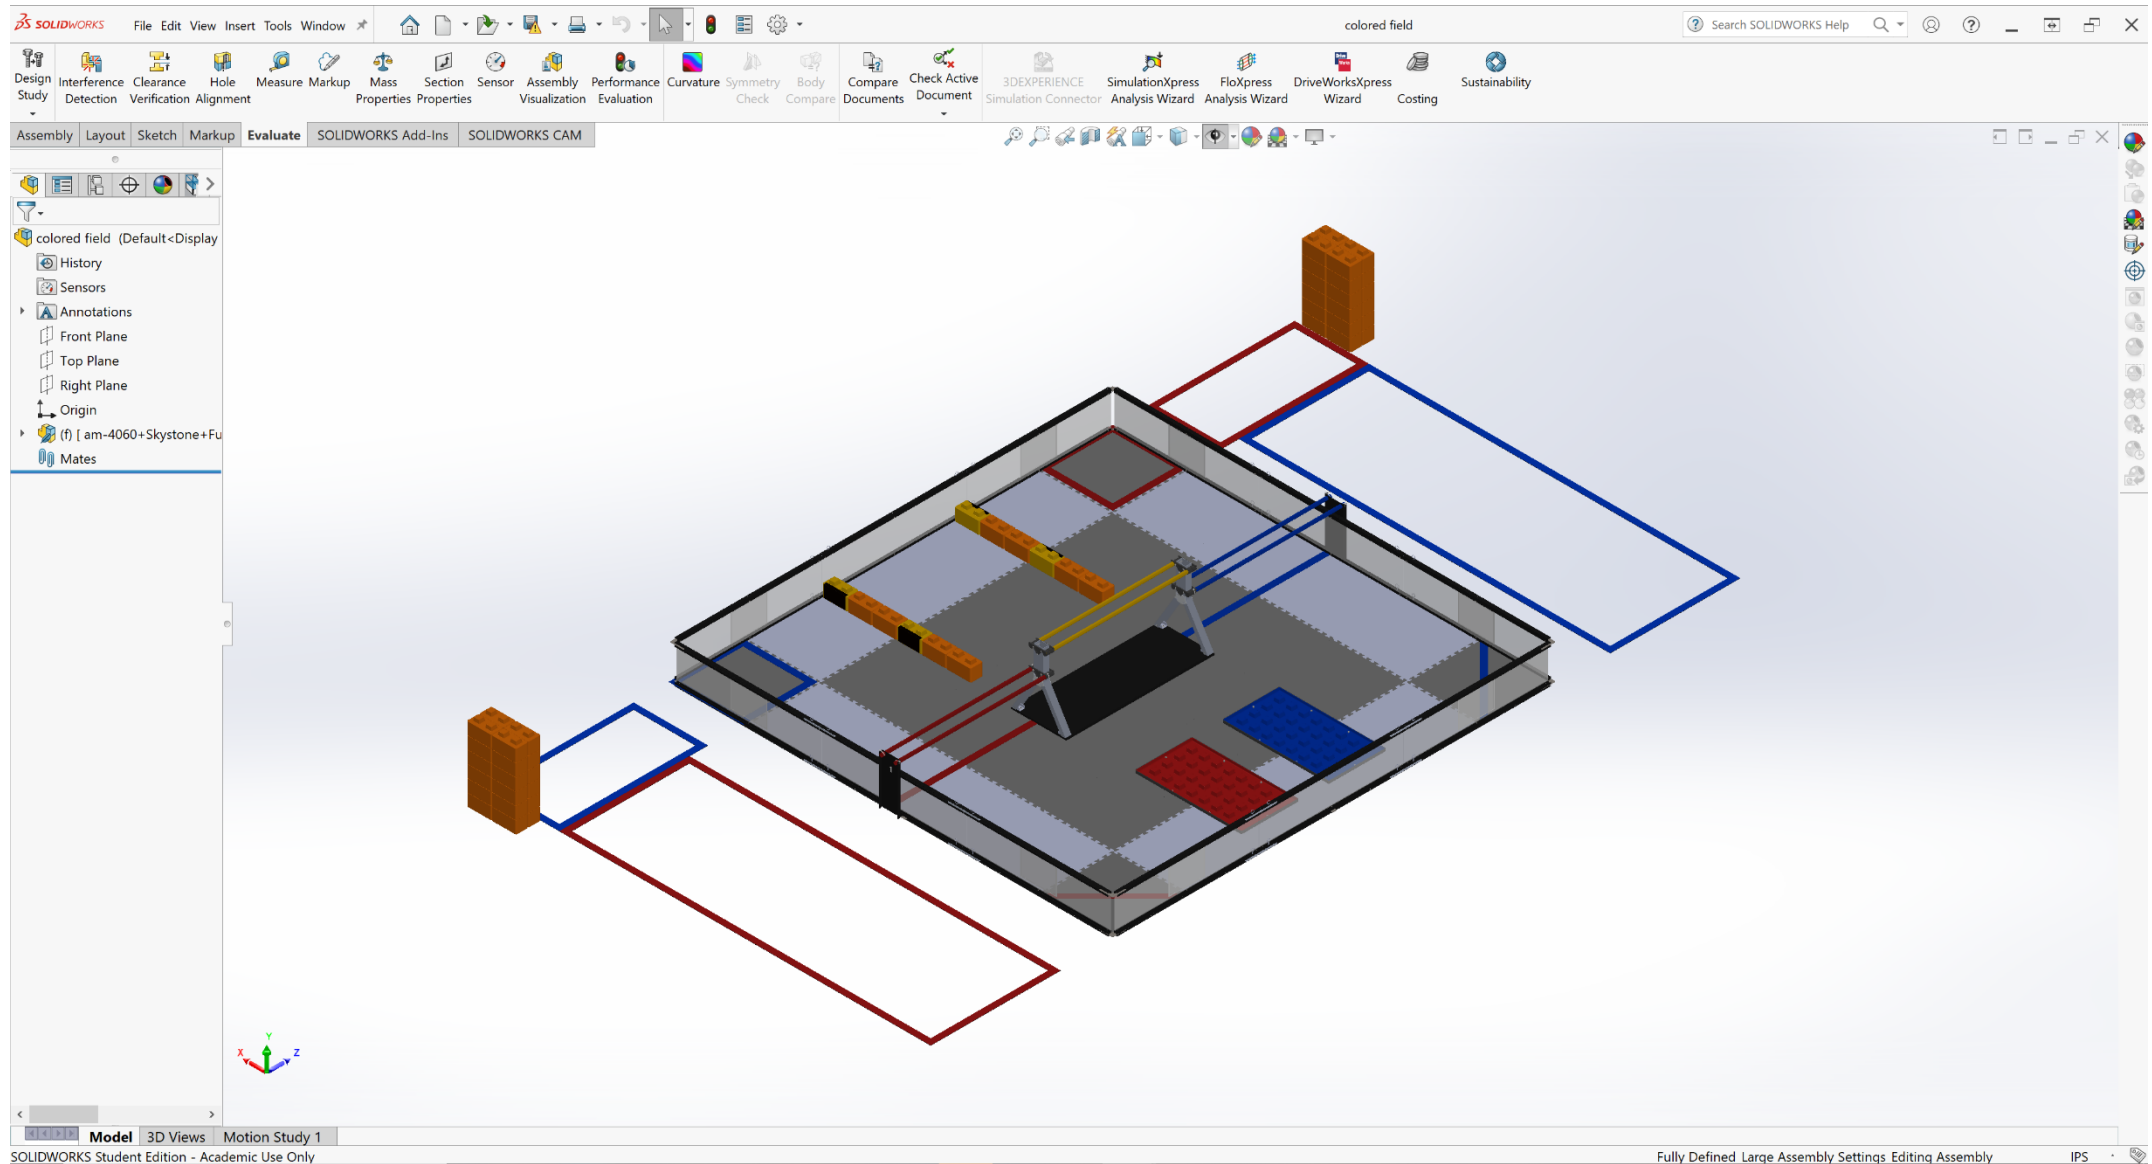 SOLIDWORKS File Edit View Insert Tools Window colored field Search SOLIDWORKS Help
Design Study
Interference Detection
Clearance Verification
Hole Alignment
Measure
Markup
Mass Properties
Section Properties
Sensor
Assembly Visualization
Performance Evaluation
Curvature
Symmetry Check
Body Compare
Compare Documents
Check Active Document
3DEXPERIENCE Simulation Connector
SimulationXpress Analysis Wizard
FloXpress Analysis Wizard
DriveWorksXpress Wizard
Costing
Sustainability
Assembly Layout Sketch Markup Evaluate SOLIDWORKS Add-Ins SOLIDWORKS CAM
colored field (Default<Display
History
Sensors
Annotations
Front Plane
Top Plane
Right Plane
Origin
(f) [ am-4060+Skystone+Fu
Mates
Y
X Z
Model 3D Views Motion Study 1
SOLIDWORKS Student Edition - Academic Use Only Fully Defined Large Assembly Settings Editing Assembly IPS